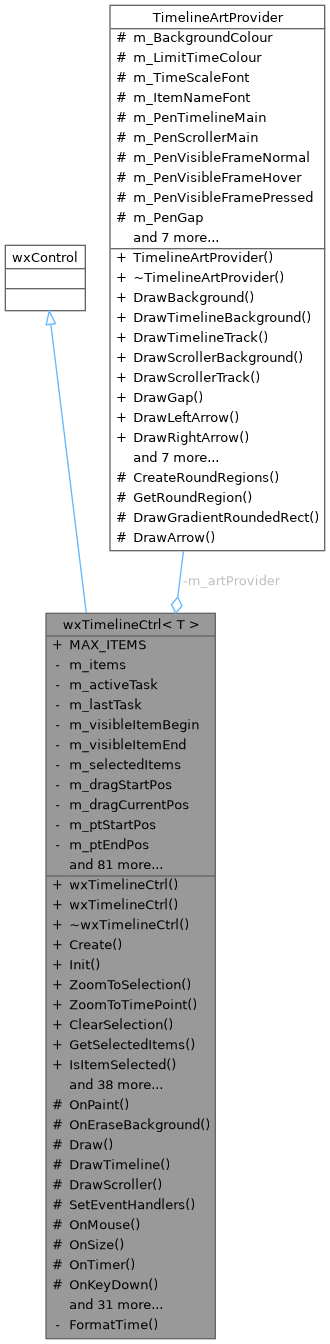 TimelineArtProvider
# m_BackgroundColour
# m_LimitTimeColour
# m_TimeScaleFont
# m_ItemNameFont
# m_PenTimelineMain
# m_PenScrollerMain
# m_PenVisibleFrameNormal
# m_PenVisibleFrameHover
# m_PenVisibleFramePressed
# m_PenGap
and 7 more...
+ TimelineArtProvider()
+ ~TimelineArtProvider()
+ DrawBackground()
+ DrawTimelineBackground()
+ DrawTimelineTrack()
+ DrawScrollerBackground()
+ DrawScrollerTrack()
+ DrawGap()
+ DrawLeftArrow()
+ DrawRightArrow()
and 7 more...
# CreateRoundRegions()
# GetRoundRegion()
# DrawGradientRoundedRect()
# DrawArrow()
wxControl
-m_artProvider
wxTimelineCtrl< T >
+ MAX_ITEMS
- m_items
- m_activeTask
- m_lastTask
- m_visibleItemBegin
- m_visibleItemEnd
- m_selectedItems
- m_dragStartPos
- m_dragCurrentPos
- m_ptStartPos
- m_ptEndPos
and 81 more...
+ wxTimelineCtrl()
+ wxTimelineCtrl()
+ ~wxTimelineCtrl()
+ Create()
+ Init()
+ ZoomToSelection()
+ ZoomToTimePoint()
+ ClearSelection()
+ GetSelectedItems()
+ IsItemSelected()
and 38 more...
# OnPaint()
# OnEraseBackground()
# Draw()
# DrawTimeline()
# DrawScroller()
# SetEventHandlers()
# OnMouse()
# OnSize()
# OnTimer()
# OnKeyDown()
and 31 more...
- FormatTime()